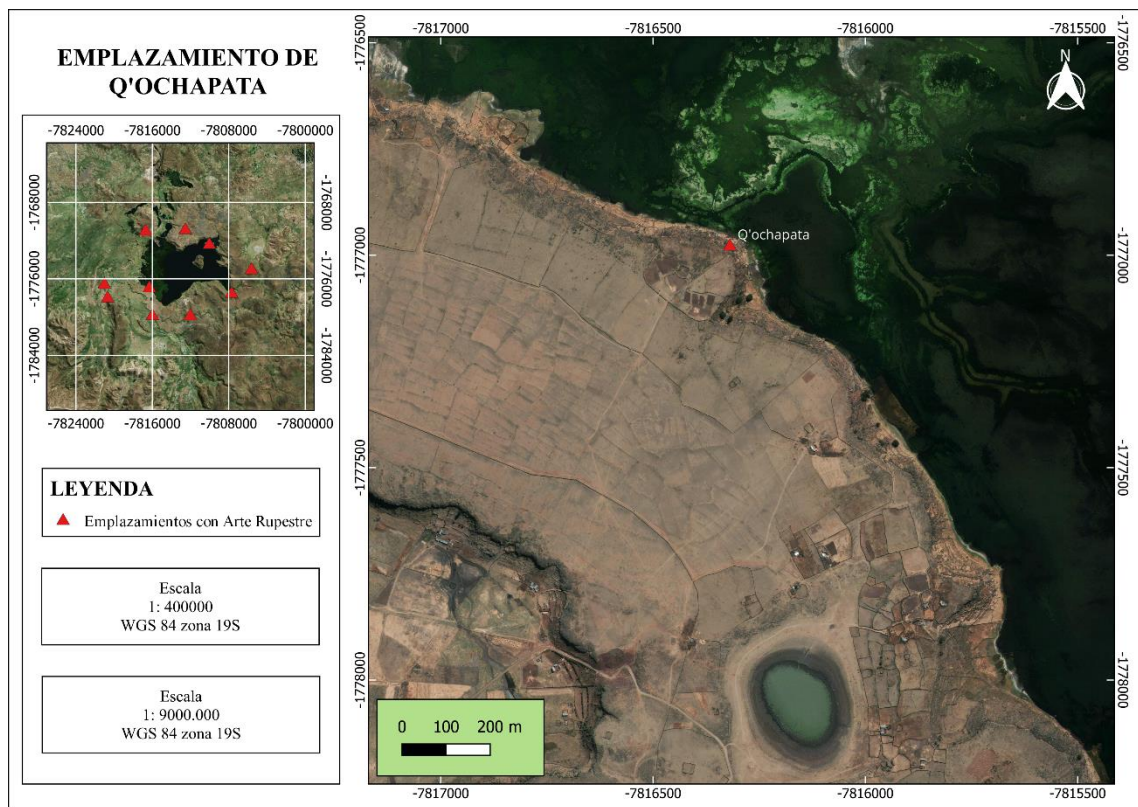 EMPLAZAMIENTO DE
Q'OCHAPATA
-7824000 -7816000 -7808000 -7800000
-1768000
-1776000
-1784000
-1768000
-1776000
-1784000
-7824000 -7816000 -7808000 -7800000
LEYENDA
Emplazamientos con Arte Rupestre
Escala
1: 400000
WGS 84 zona 19S
Escala
1: 9000.000
WGS 84 zona 19S
-7817000 -7816500 -7816000 -7815500
-1776500
-1777000
-1777500
-1778000
N
Q'ochapata
0 100 200 m
-1776500
-1777000
-1777500
-1778000
-7817000 -7816500 -7816000 -7815500